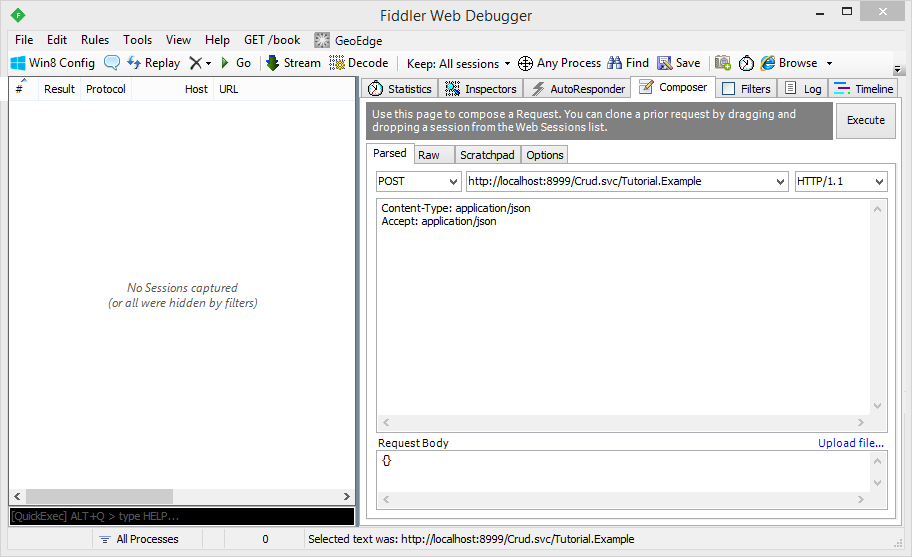 Fiddler Web Debugger
File Edit Rules Tools View Help GET /book GeoEdge
Win8 Config Replay Go Stream Decode Keep: All sessions Any Process Find Save Browse
# Result Protocol Host URL
No Sessions captured
(or all were hidden by filters)
[QuickExec] ALT+Q > type HELP...
Statistics Inspectors AutoResponder Composer Filters Log Timeline
Use this page to compose a Request. You can clone a prior request by dragging and
dropping a session from the Web Sessions list.
Execute
Parsed Raw Scratchpad Options
POST http://localhost:8999/Crud.svc/Tutorial.Example HTTP/1.1
Content-Type: application/json
Accept: application/json
Request Body Upload file...
{}
All Processes 0 Selected text was: http://localhost:8999/Crud.svc/Tutorial.Example